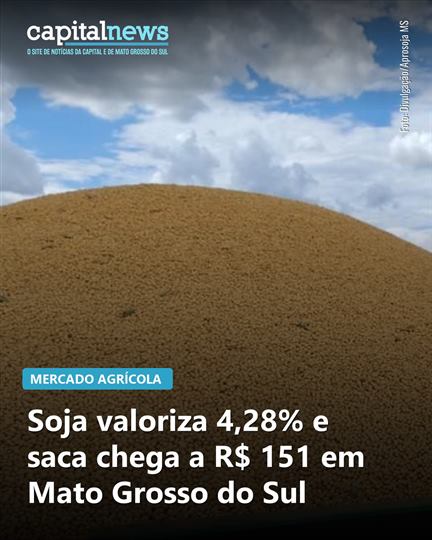 capitalnews
O SITE DE NOTÍCIAS DA CAPITAL E DE MATO GROSSO DO SUL
Foto: Divulgação/Aprosoja MS
MERCADO AGRÍCOLA
Soja valoriza 4,28% e
saca chega a R$ 151 em
Mato Grosso do Sul